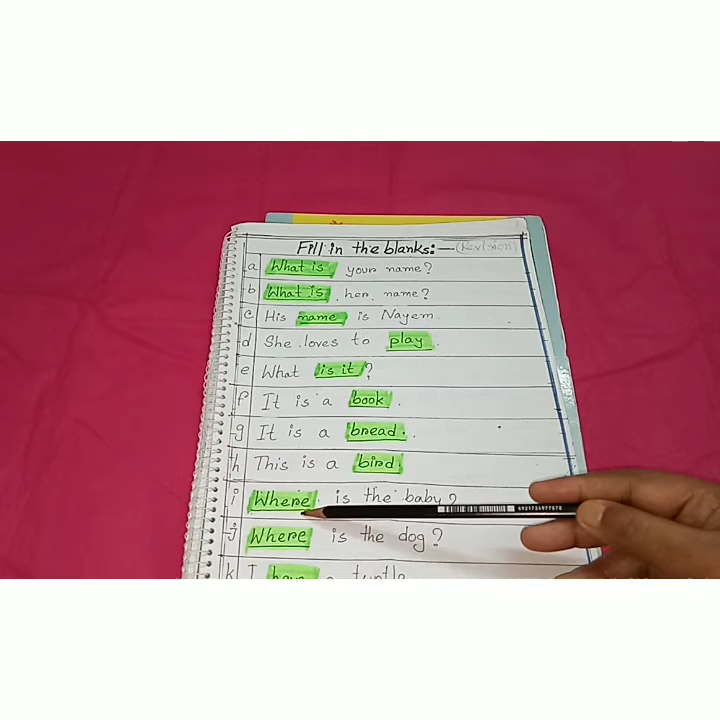 Fill in the blanks:— (Revision)
a What is your name?
b What is her name?
c His name is Nayem.
d She loves to play.
e What is it?
f It is a book.
g It is a bread.
h This is a bird.
i Where is the baby?
j Where is the dog?
k I have a turtle